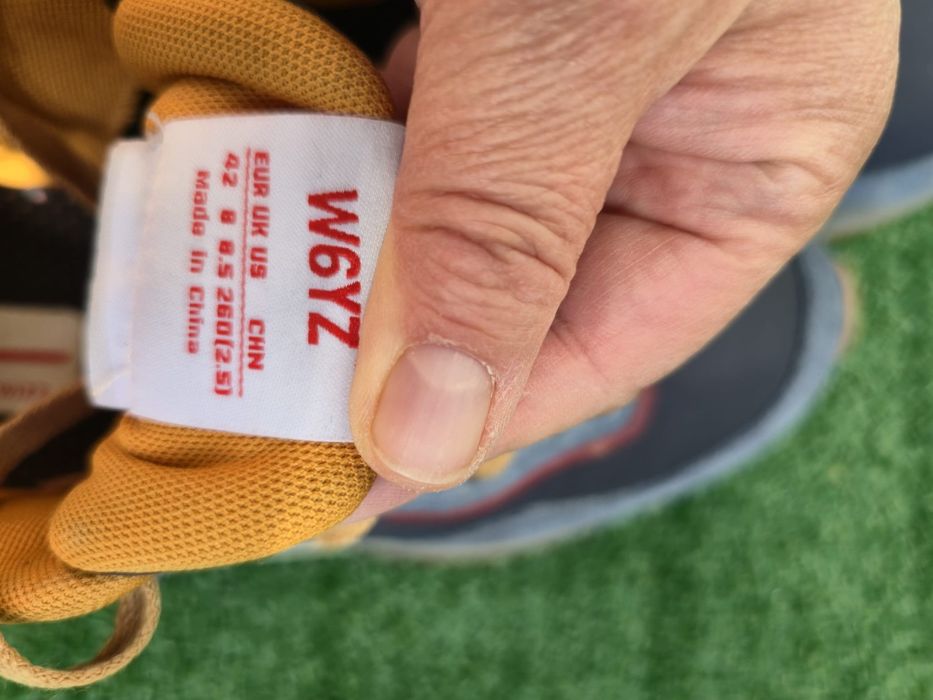 W6YZ
EUR UK US CHN
42 8 8.5 260(2.5)
Made in China